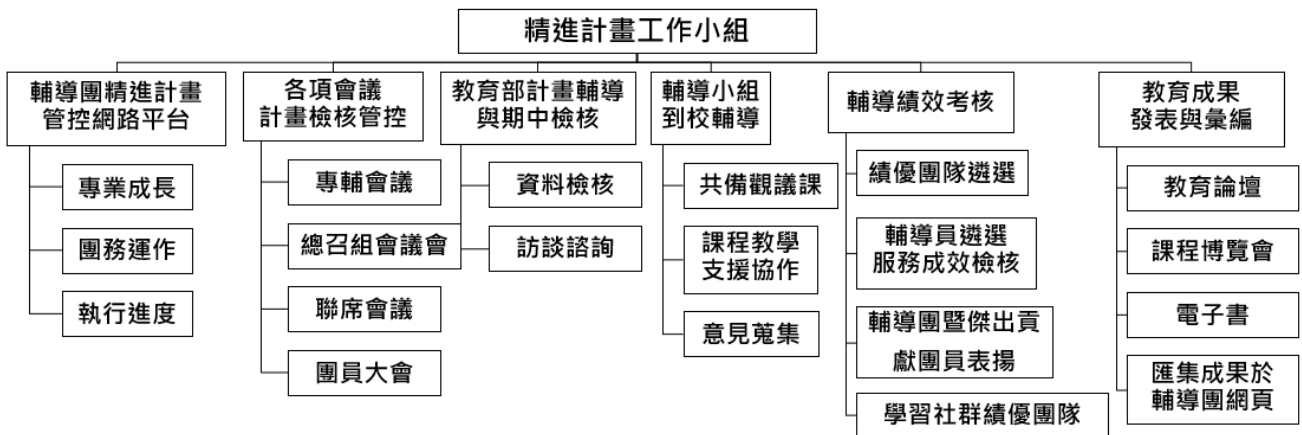 精進計畫工作小組
輔導團精進計畫
管控網路平台
專業成長
團務運作
執行進度
各項會議
計畫檢核管控
專輔會議
總召組會議會
聯席會議
團員大會
教育部計畫輔導
與期中檢核
資料檢核
訪談諮詢
輔導小組
到校輔導
共備觀議課
課程教學
支援協作
意見蒐集
輔導績效考核
績優團隊遴選
輔導員遴選
服務成效檢核
輔導團暨傑出貢
獻團員表揚
學習社群績優團隊
教育成果
發表與彙編
教育論壇
課程博覽會
電子書
匯集成果於
輔導團網頁